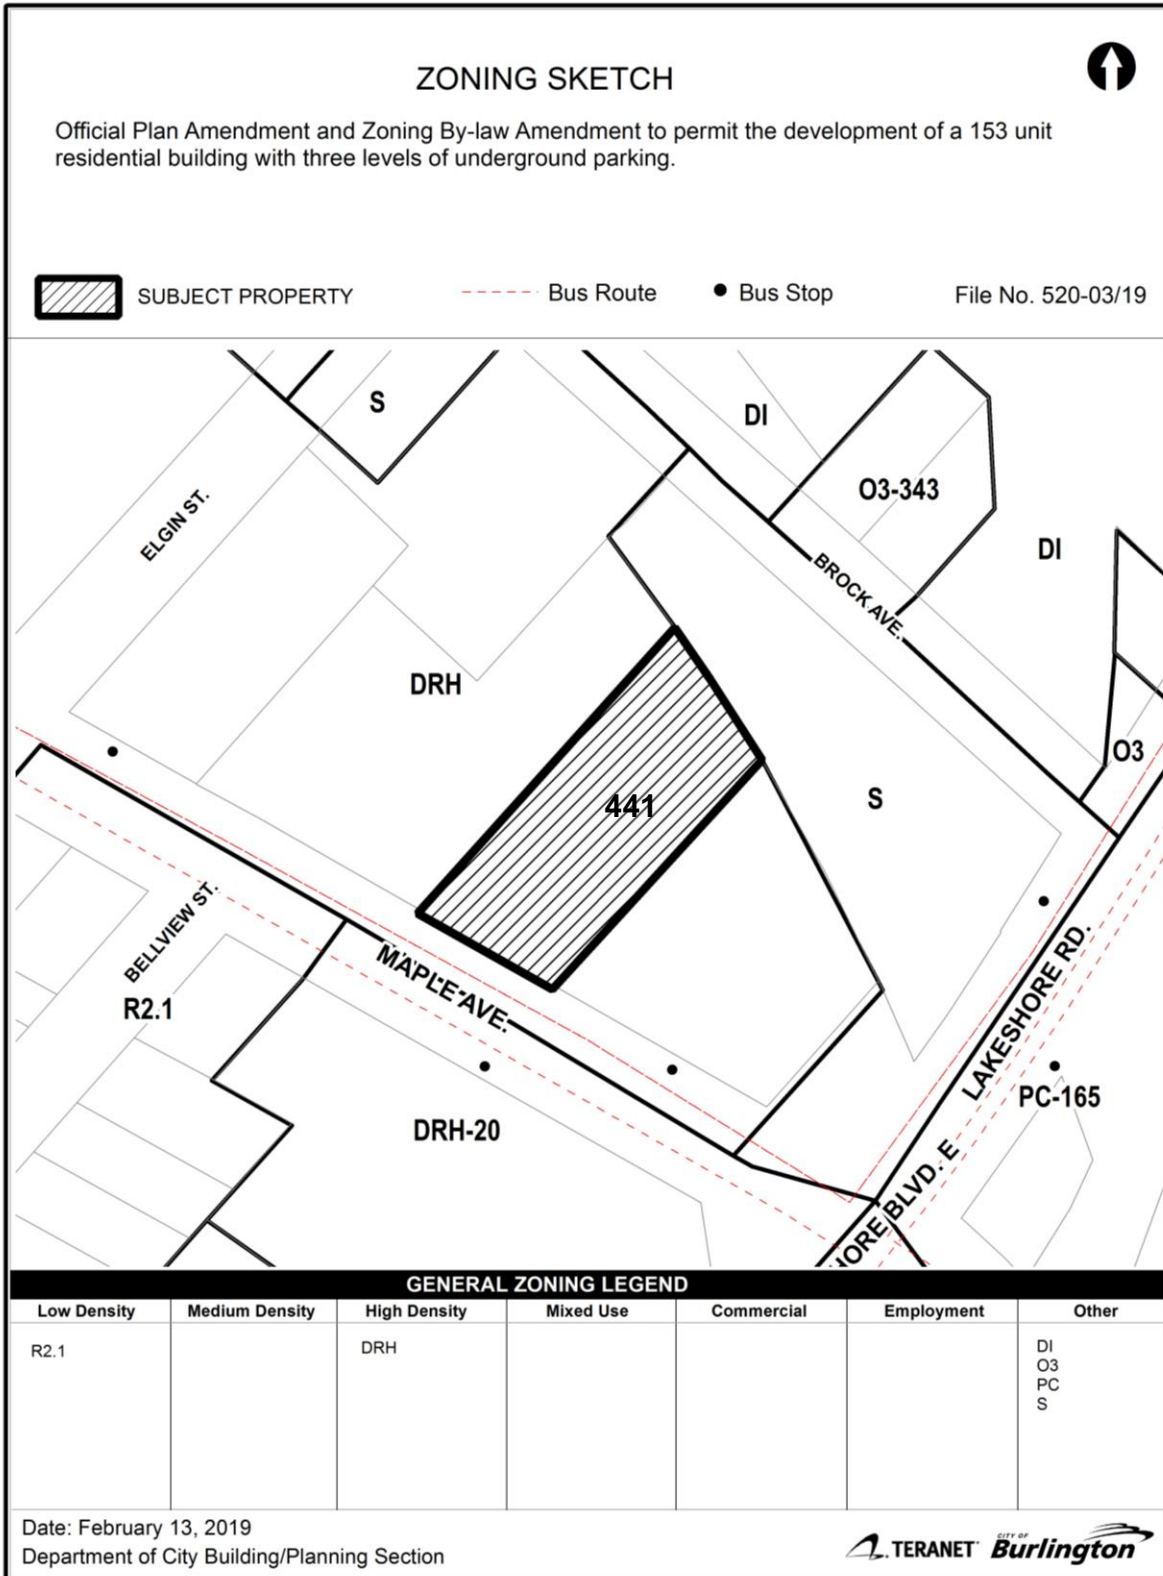 ZONING SKETCH
Official Plan Amendment and Zoning By-law Amendment to permit the development of a 153 unit
residential building with three levels of underground parking.
SUBJECT PROPERTY
Bus Route
Bus Stop
File No. 520-03/19
S
DI
O3-343
ELGIN ST.
DI
BROCK AVE.
DRH
O3
441
S
BELLVIEW ST.
MAPLE AVE.
R2.1
LAKESHORE RD.
PC-165
DRH-20
HORE BLVD. E
GENERAL ZONING LEGEND
Low Density Medium Density High Density Mixed Use Commercial Employment Other
R2.1 DRH DI
O3
PC
S
Date: February 13, 2019
Department of City Building/Planning Section
TERANET
CITY OF
Burlington